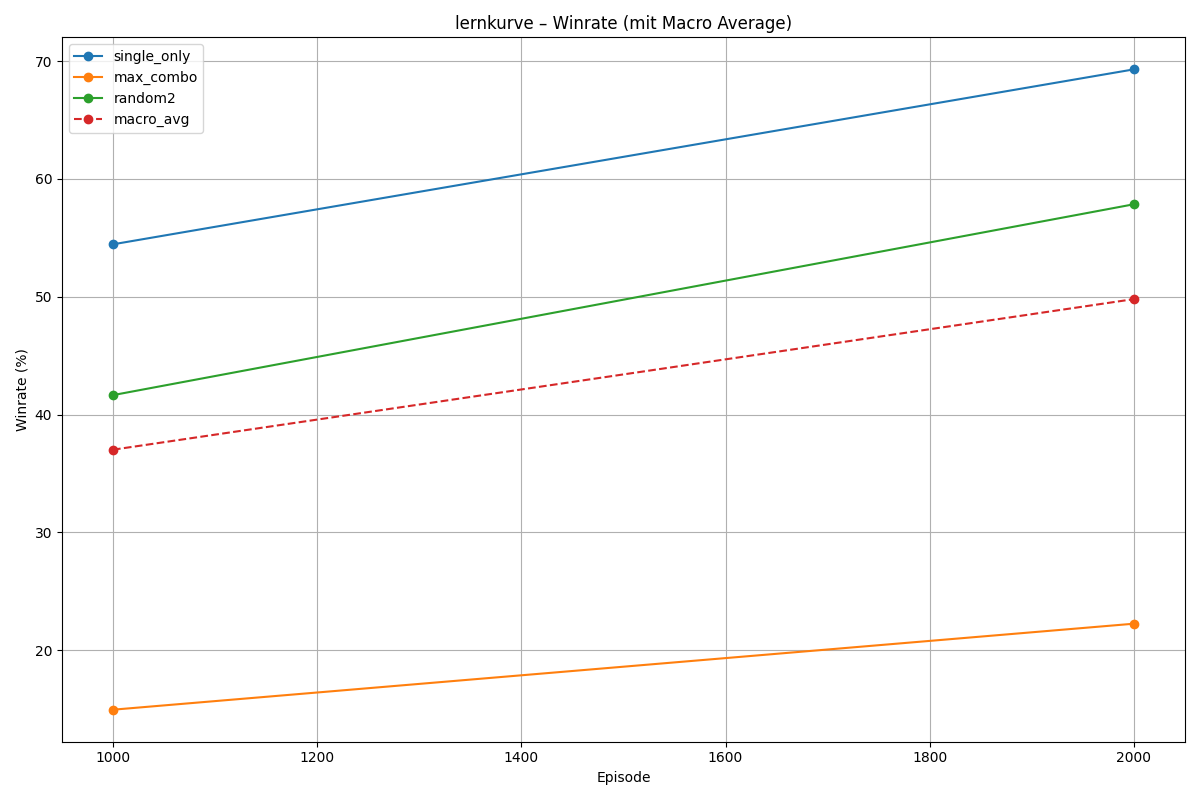 lernkurve – Winrate (mit Macro Average)
single_only
max_combo
random2
macro_avg
Winrate (%)
70
60
50
40
30
20
1000 1200 1400 1600 1800 2000
Episode